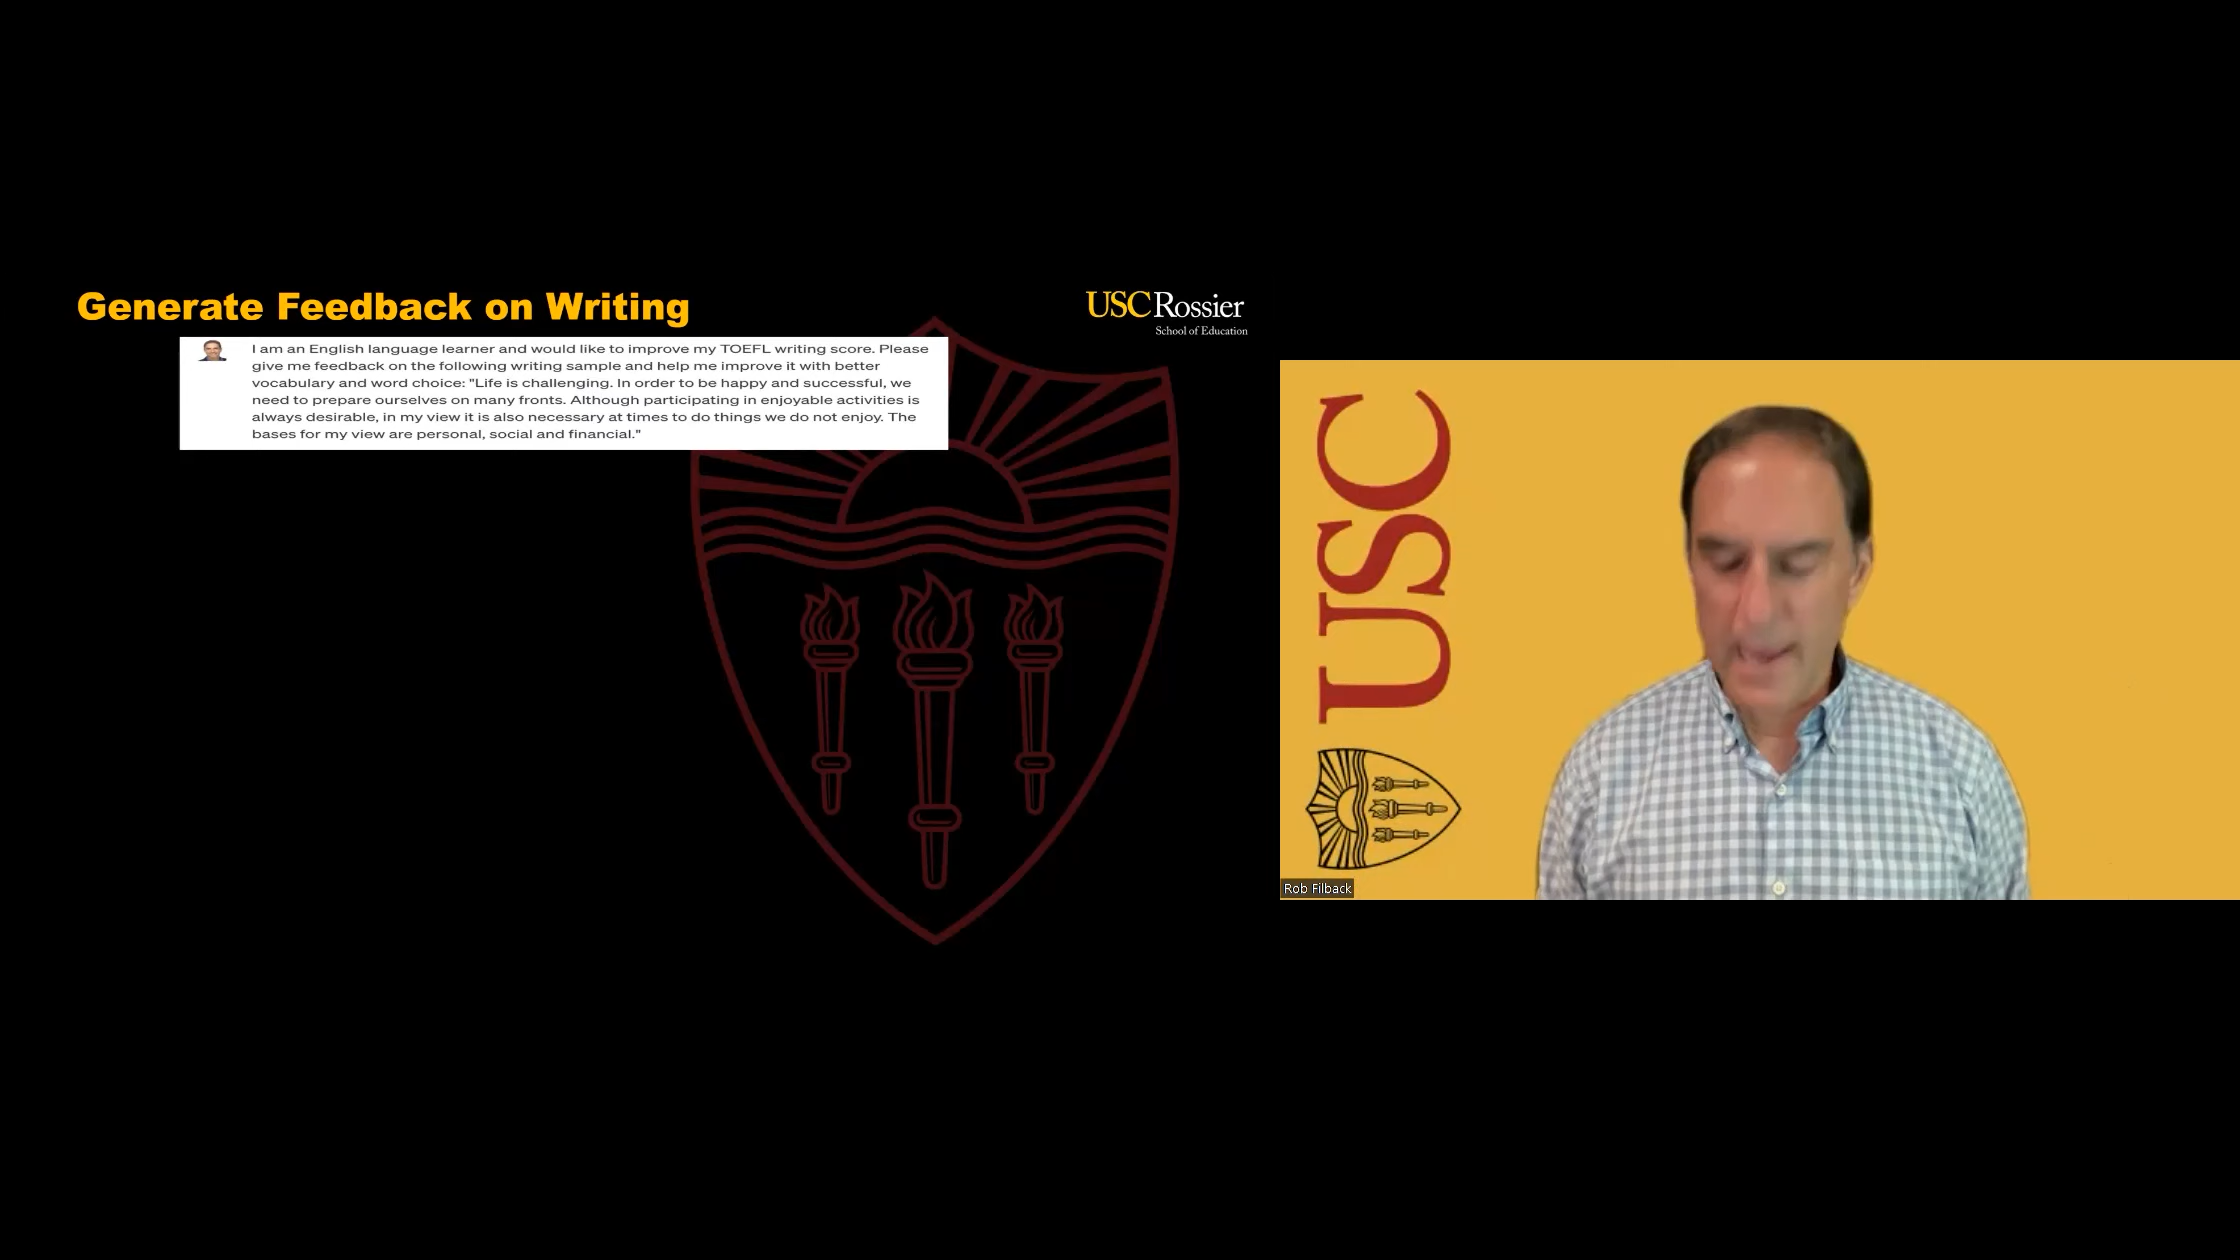 Generate Feedback on Writing
USC Rossier
School of Education
I am an English language learner and would like to improve my TOEFL writing score. Please
give me feedback on the following writing sample and help me improve it with better
vocabulary and word choice: "Life is challenging. In order to be happy and successful, we
need to prepare ourselves on many fronts. Although participating in enjoyable activities is
always desirable, in my view it is also necessary at times to do things we do not enjoy. The
bases for my view are personal, social and financial."
USC
Rob Filback